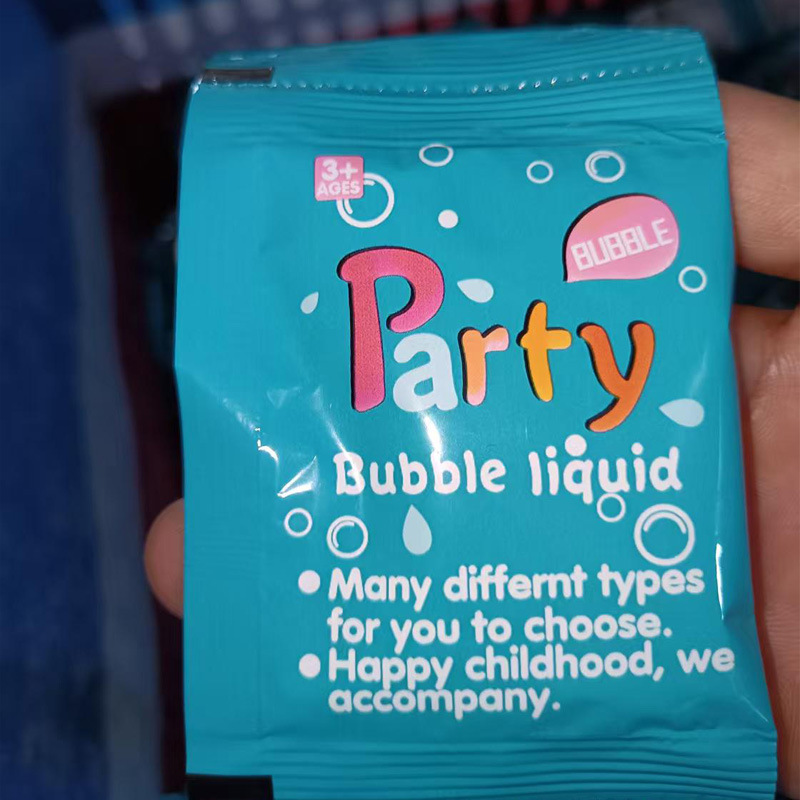 3+
AGES
BUBBLE
Party
Bubble liquid
Many differnt types
for you to choose.
Happy childhood, we
accompany.